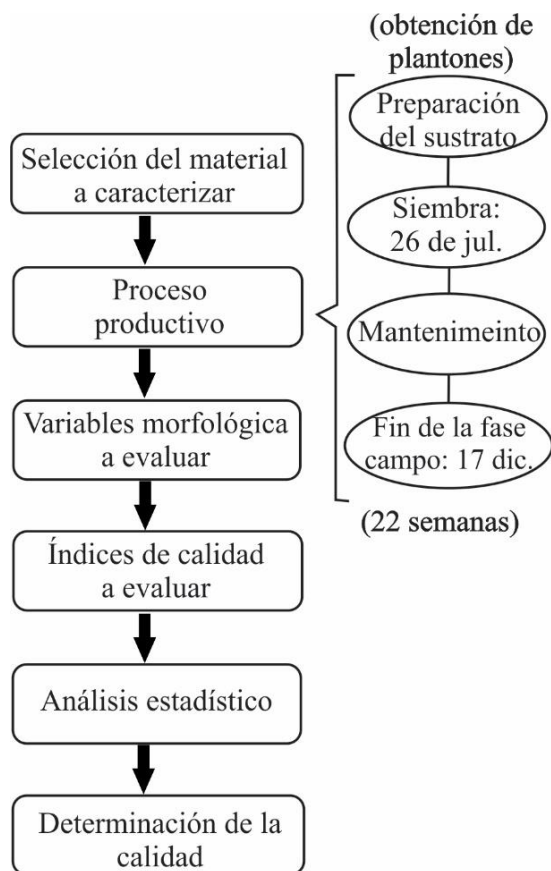 Selección del material
a caracterizar
Proceso
productivo
Variables morfológica
a evaluar
Índices de calidad
a evaluar
Análisis estadístico
Determinación de la
calidad
(obtención de
plantones)
Preparación
del sustrato
Siembra:
26 de jul.
Mantenimeinto
Fin de la fase
campo: 17 dic.
(22 semanas)